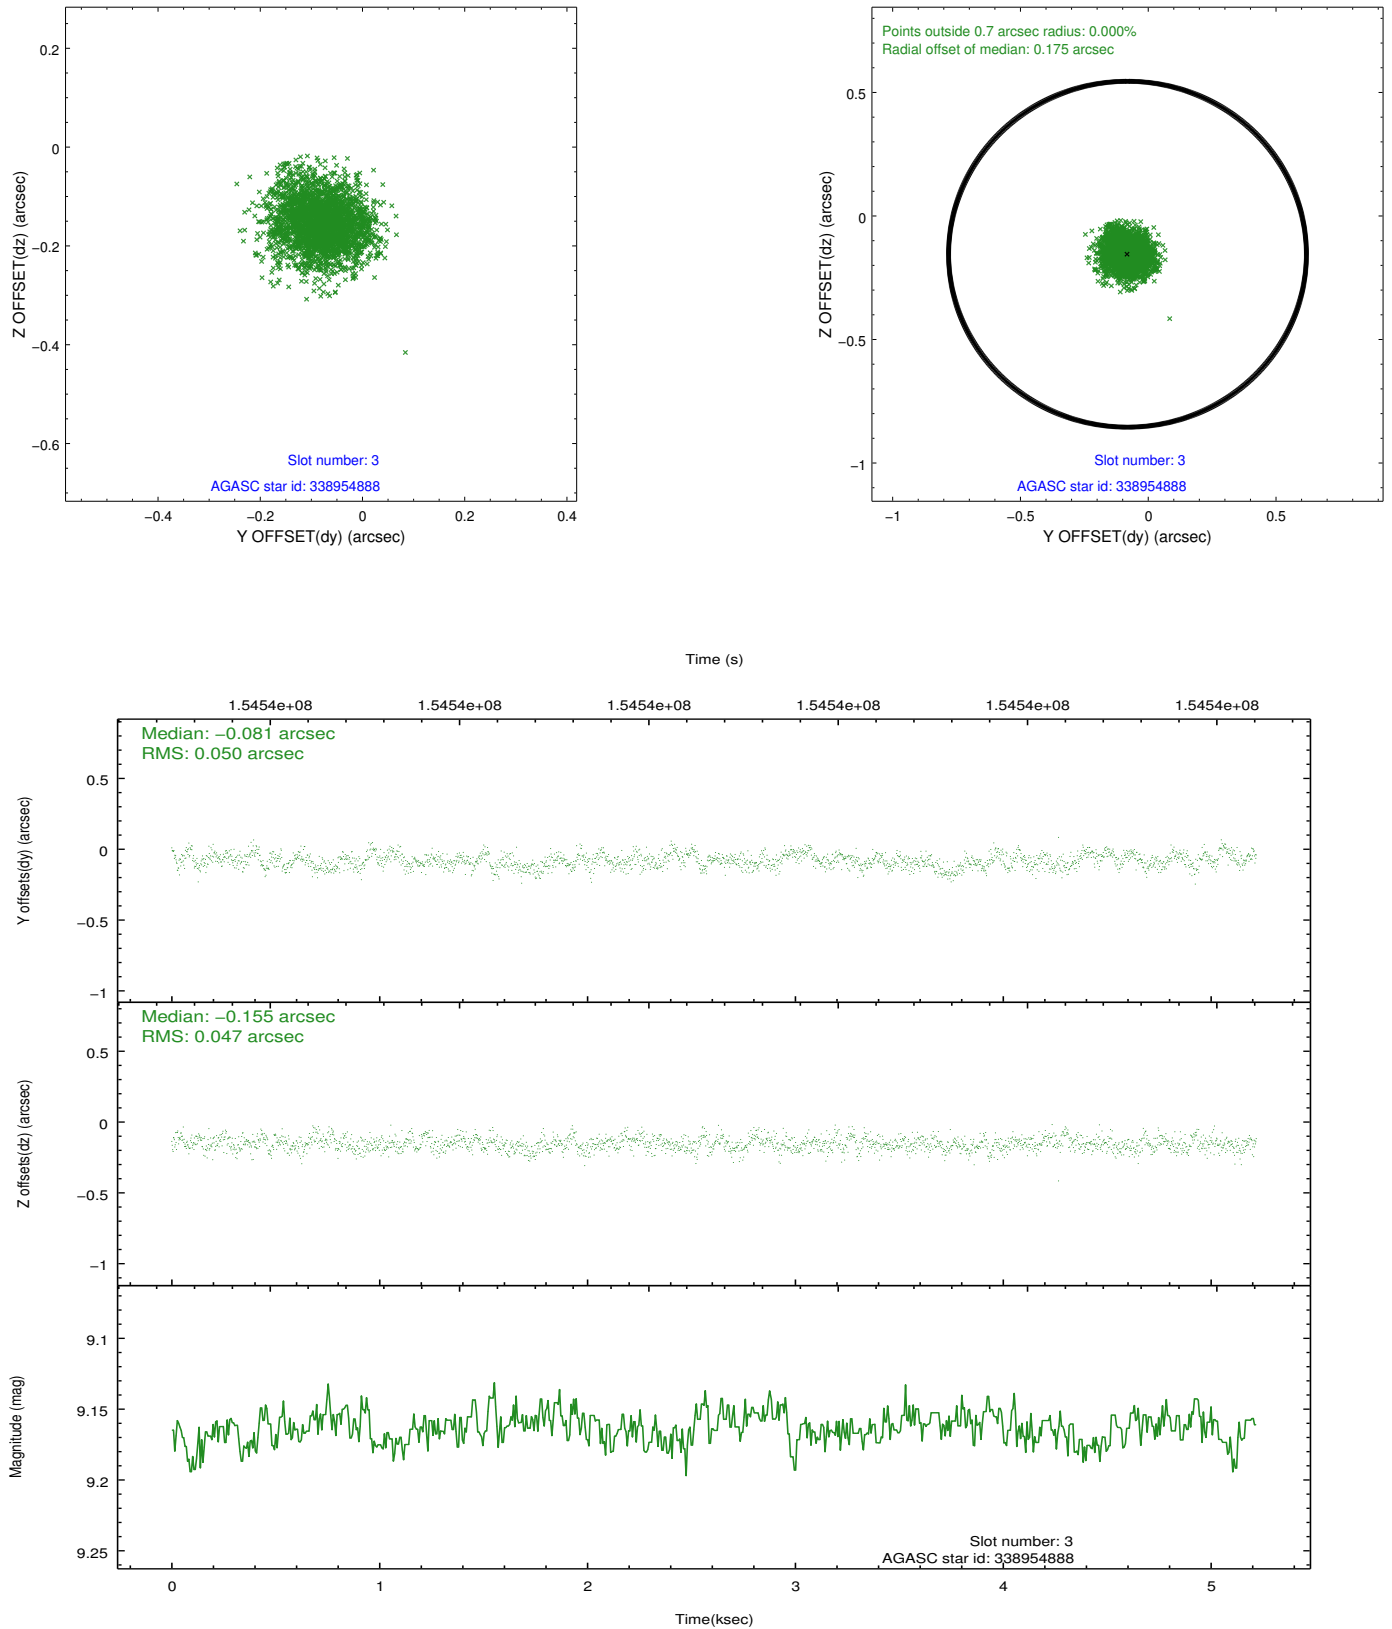 0.2
0
−0.2
−0.4
−0.6
Z OFFSET(dz) (arcsec)
Slot number: 3
AGASC star id: 338954888
−0.4
−0.2
0
0.2
0.4
Y OFFSET(dy) (arcsec)
Points outside 0.7 arcsec radius: 0.000%
Radial offset of median: 0.175 arcsec
0.5
0
−0.5
−1
Z OFFSET(dz) (arcsec)
Slot number: 3
AGASC star id: 338954888
−1
−0.5
0
0.5
Y OFFSET(dy) (arcsec)
Time (s)
1.5454e+08
1.5454e+08
1.5454e+08
1.5454e+08
1.5454e+08
1.5454e+08
Median: −0.081 arcsec
RMS: 0.050 arcsec
0.5
0
−0.5
−1
Y offsets(dy) (arcsec)
Median: −0.155 arcsec
RMS: 0.047 arcsec
0.5
0
−0.5
−1
Z offsets(dz) (arcsec)
9.1
9.15
9.2
9.25
Magnitude (mag)
Slot number: 3
AGASC star id: 338954888
0
1
2
3
4
5
Time(ksec)